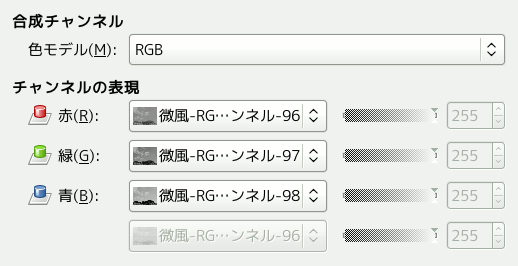 合成チャンネル
色モデル(M): RGB
チャンネルの表現
赤(R): 微風-RG…ンネル-96 255
緑(G): 微風-RG…ンネル-97 255
青(B): 微風-RG…ンネル-98 255
微風-RG…ンネル-96 255